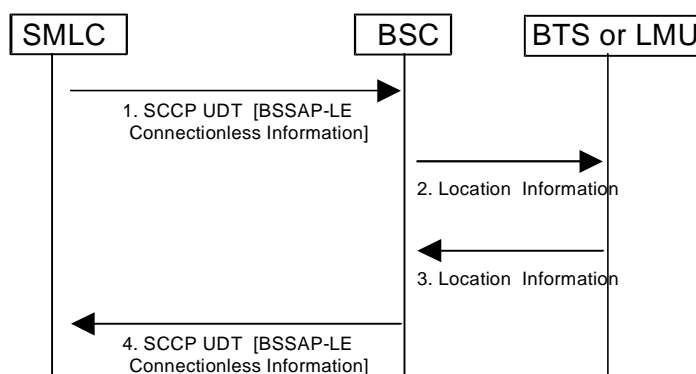 SMLC
BSC
BTS or LMU
1. SCCP UDT [BSSAP-LE
Connectionless Information]
2. Location Information
3. Location Information
4. SCCP UDT [BSSAP-LE
Connectionless Information]